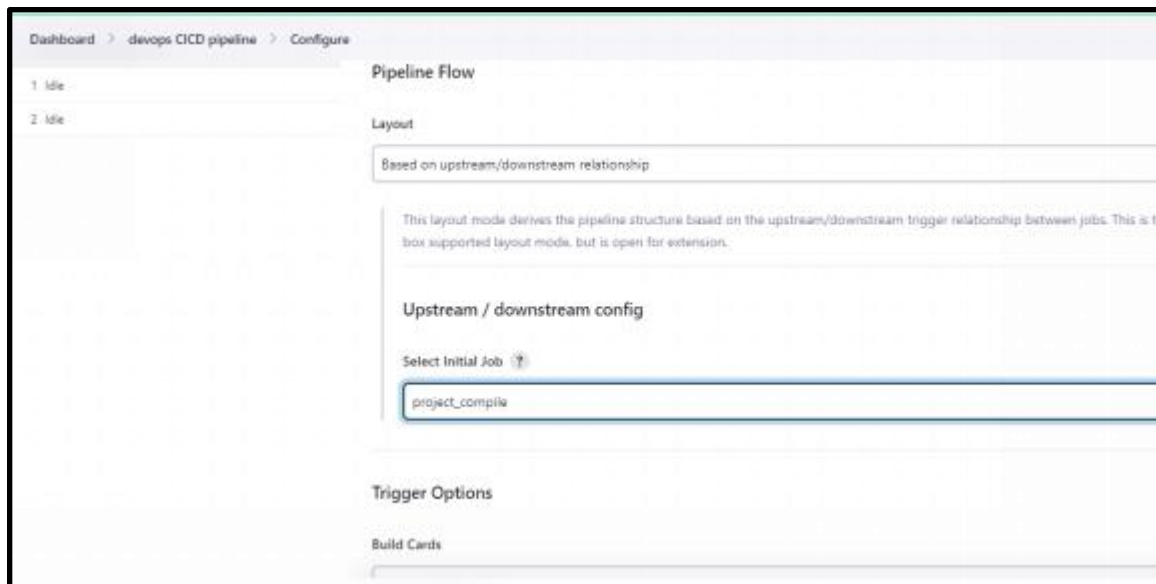 Dashboard > devops CICD pipeline > Configure
1 Idle
2 Idle
Pipeline Flow
Layout
Based on upstream/downstream relationship
This layout mode derives the pipeline structure based on the upstream/downstream trigger relationship between jobs. This is t
box supported layout mode, but is open for extension.
Upstream / downstream config
Select Initial Job ?
project_compile
Trigger Options
Build Cards